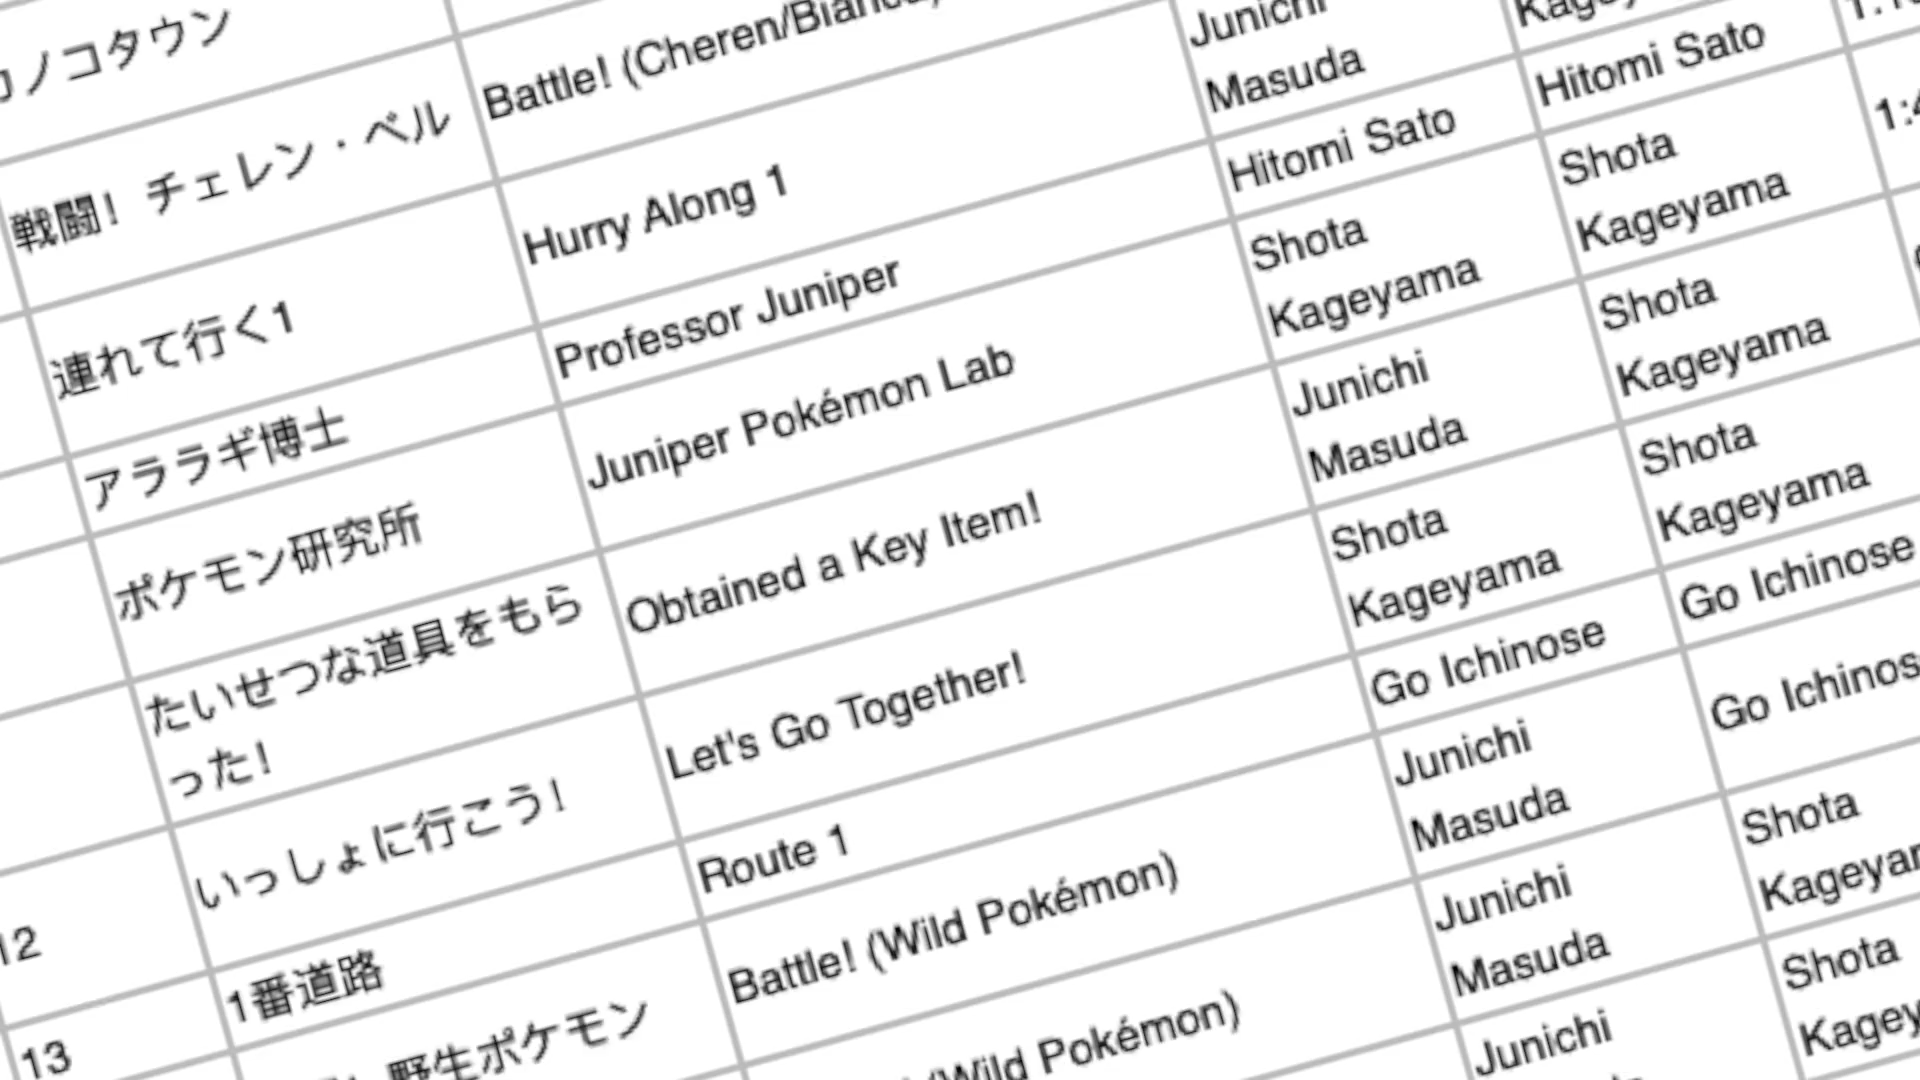 カノコタウン
戦闘！ チェレン・ベル
Battle! (Cheren/Bianca)
連れて行く1
Hurry Along 1
Junichi
Masuda
アララギ博士
Professor Juniper
Hitomi Sato
Hitomi Sato
ポケモン研究所
Juniper Pokémon Lab
Shota
Kageyama
Shota
Kageyama
たいせつな道具をもら
った！
Obtained a Key Item!
Junichi
Masuda
Shota
Kageyama
12
いっしょに行こう！
Let's Go Together!
Shota
Kageyama
Shota
Kageyama
13
1番道路
Route 1
Go Ichinose
Go Ichinose
野生ポケモン
Battle! (Wild Pokémon)
Junichi
Masuda
Go Ichinose
(Wild Pokémon)
Junichi
Masuda
Shota
Kageyama
Junichi
Shota